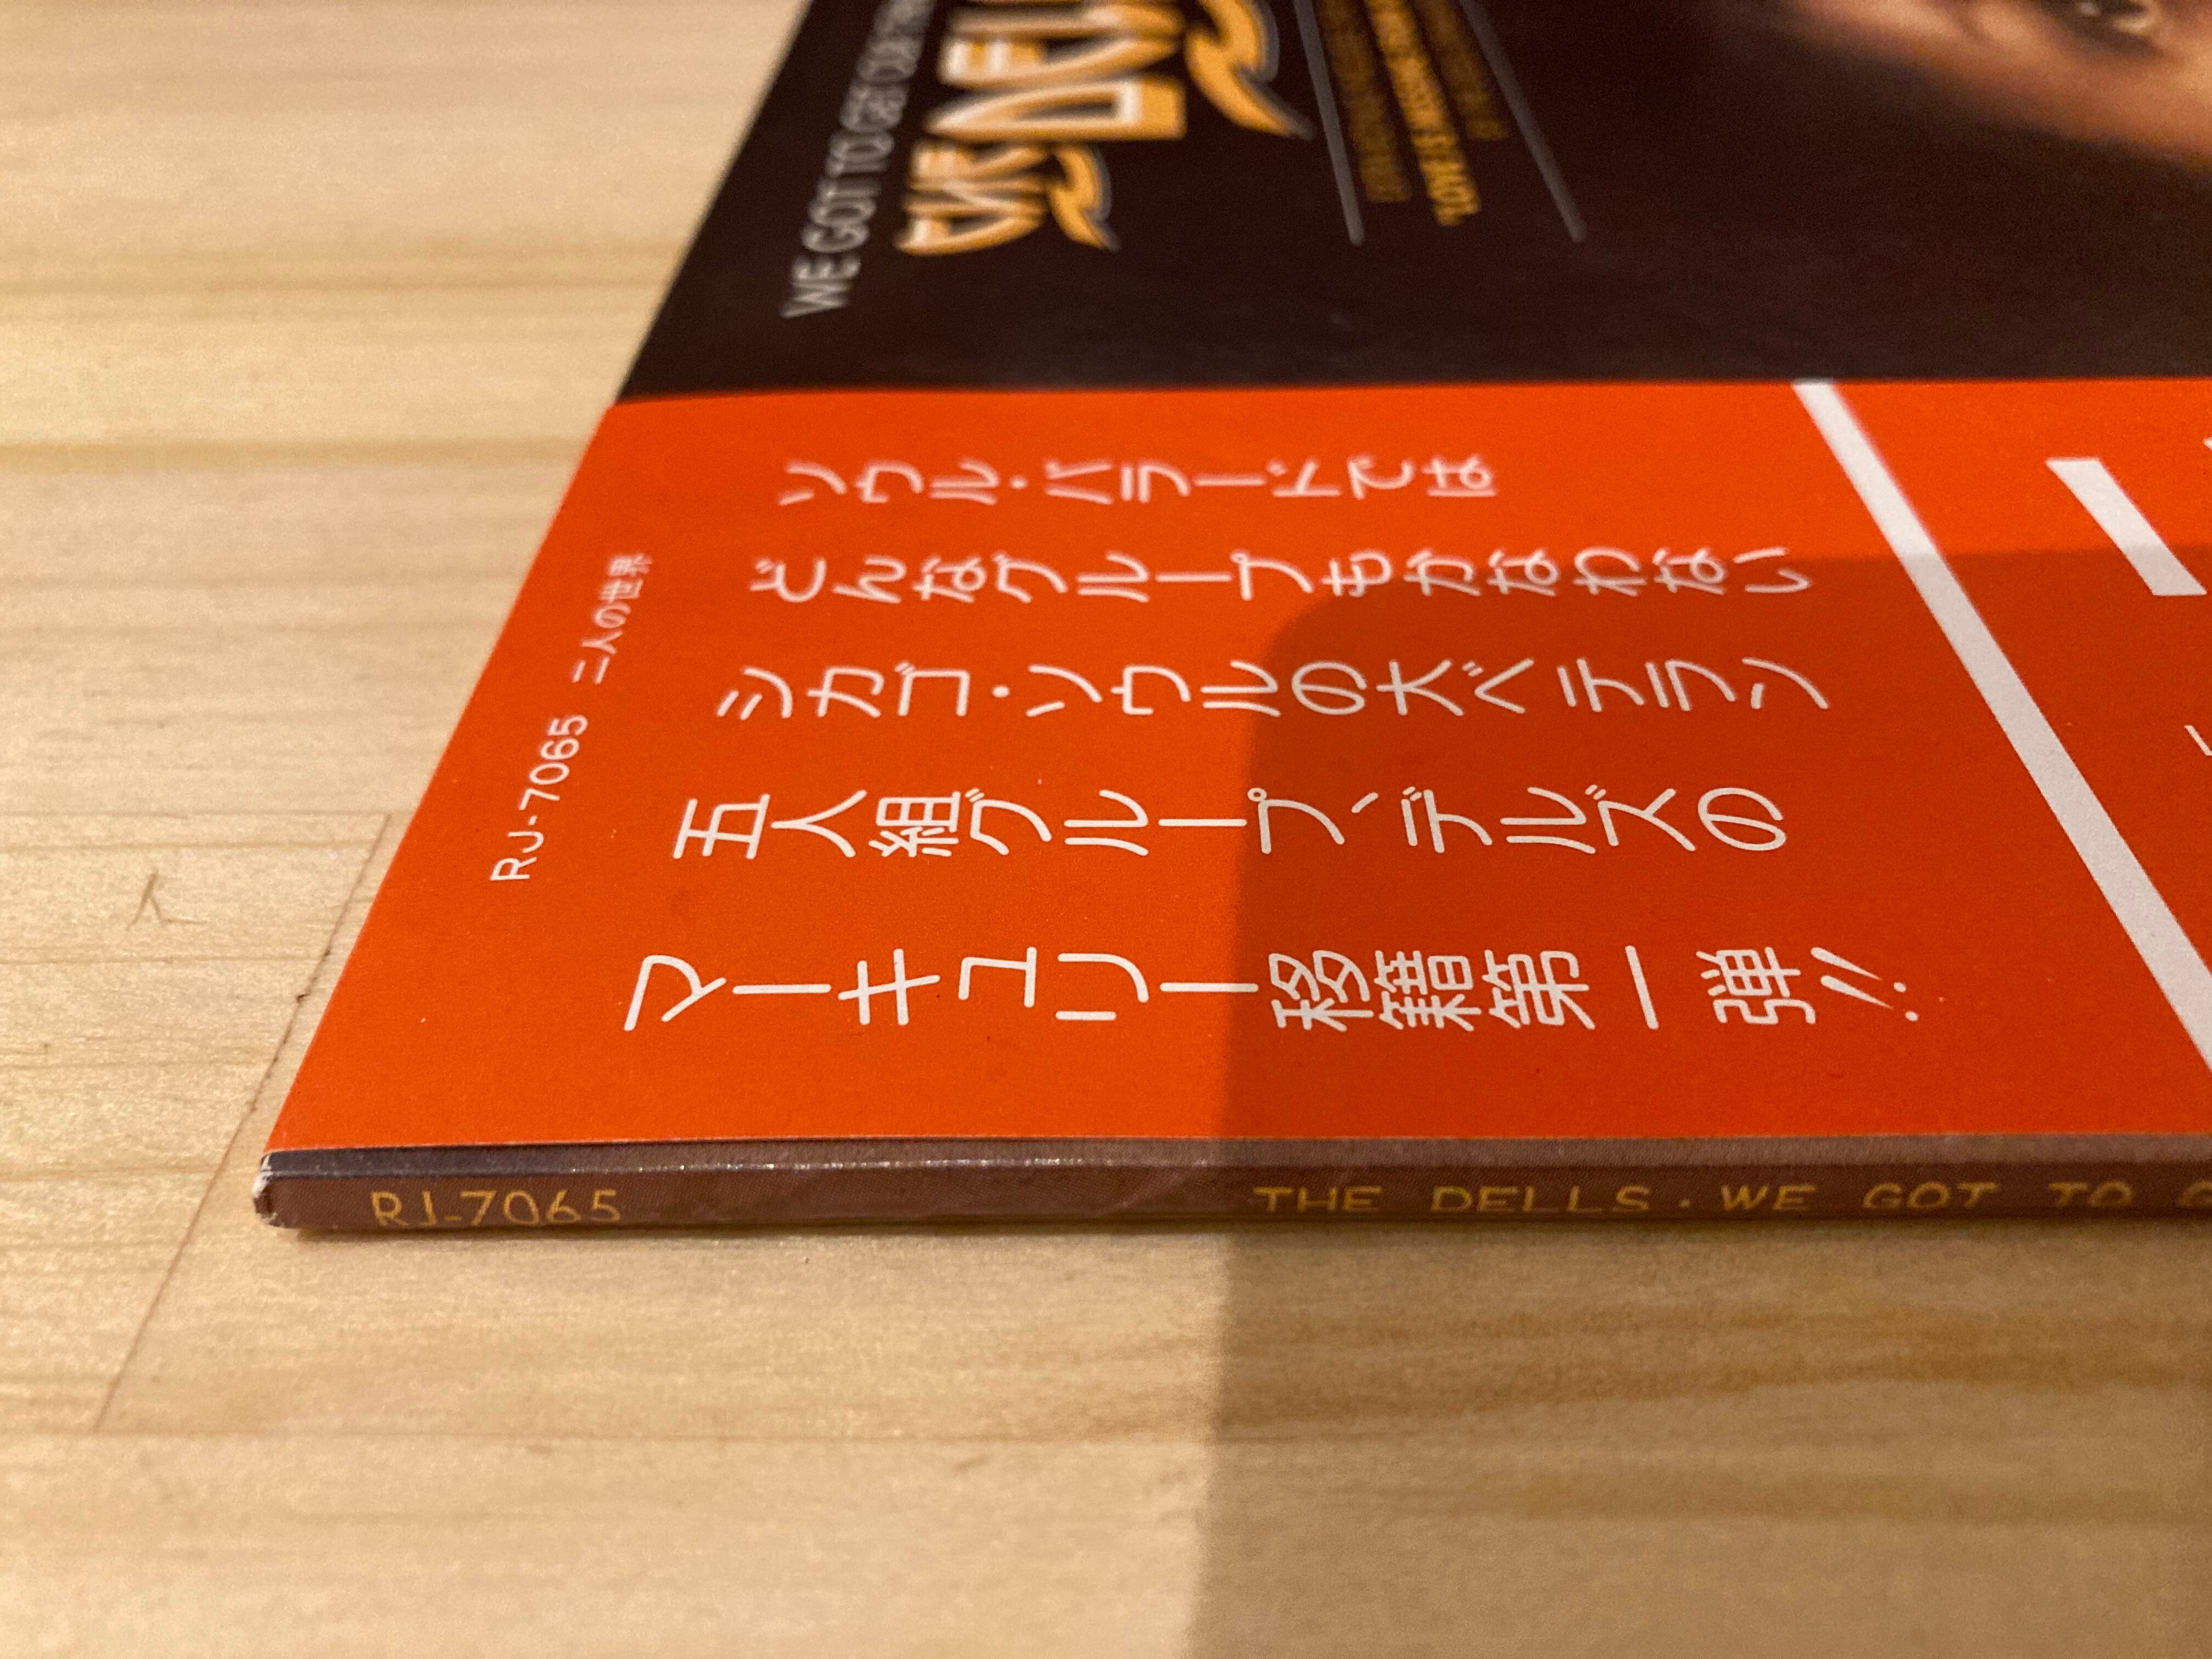 WE GOT TO GET OUR
THE DELLS
"LOVE IS MISSING FROM
RJ-7065 二人の世界
ソウル・バラードでは
どんなグループもかなわない
シカゴ・ソウルの大ベテラン
五人組グループ、デルズの
マーキュリー移籍第一弾!!
RJ-7065 THE DELLS・WE GOT TO